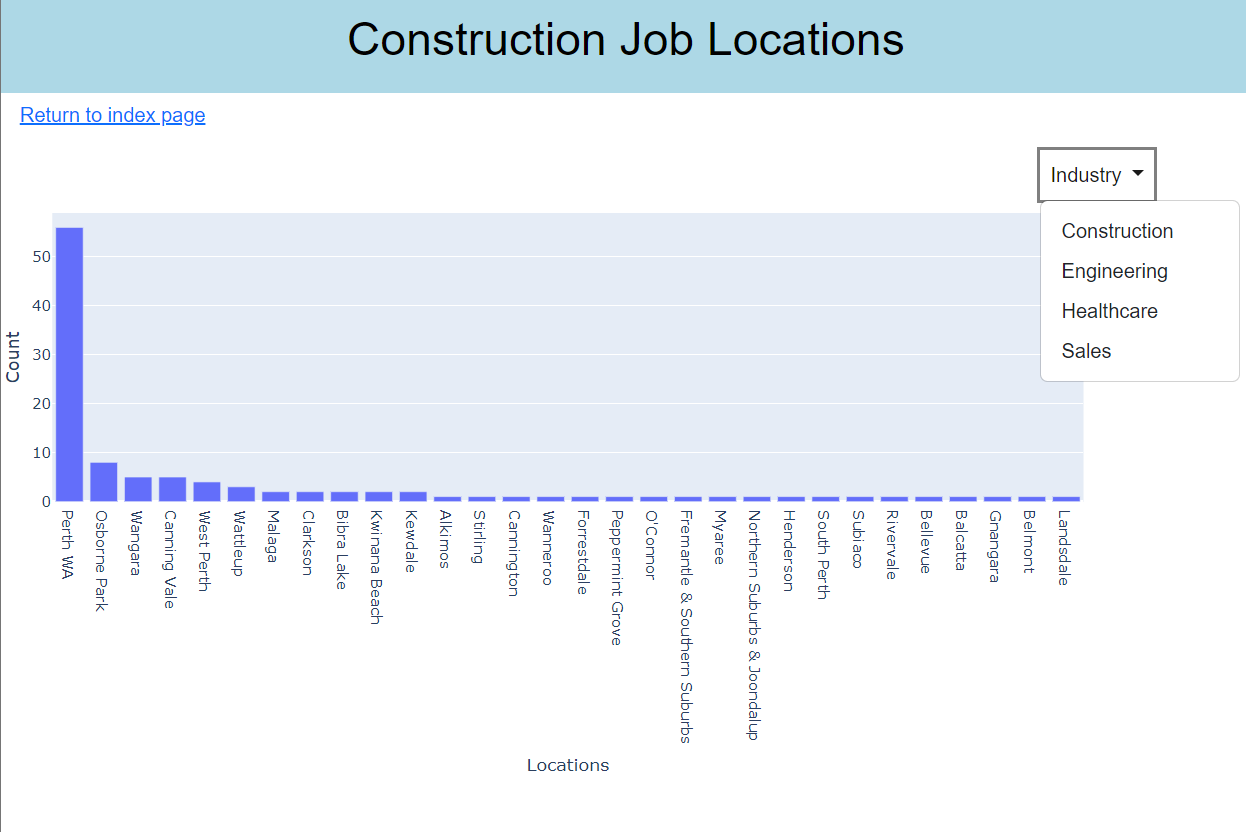 Construction Job Locations
Return to index page
Industry
Construction
Engineering
Healthcare
Sales
Count
50
40
30
20
10
0
Perth WA
Osborne Park
Wangara
Canning Vale
West Perth
Wattleup
Malaga
Clarkson
Bibra Lake
Kwinana Beach
Kewdale
Alkimos
Stirling
Cannington
Wanneroo
Forrestdale
Peppermint Grove
O'Connor
Fremantle & Southern Suburbs
Myaree
Northern Suburbs & Joondalup
Henderson
South Perth
Subiaco
Rivervale
Bellevue
Balcatta
Gnangara
Belmont
Landsdale
Locations